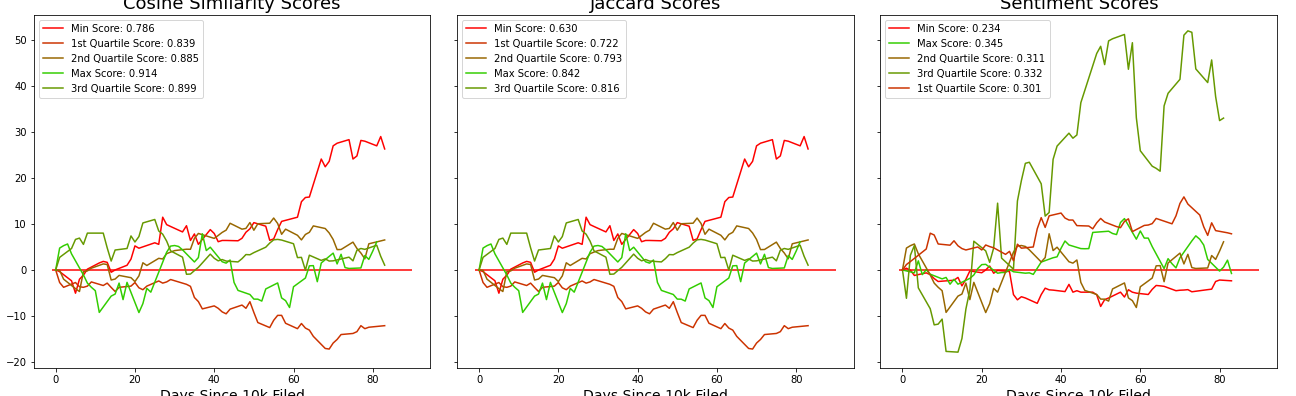 Cosine Similarity Scores
Min Score: 0.786
1st Quartile Score: 0.839
2nd Quartile Score: 0.885
Max Score: 0.914
3rd Quartile Score: 0.899
50
40
30
20
10
0
−10
−20
0
20
40
60
80
Days Since 10k Filed
Jaccard Scores
Min Score: 0.630
1st Quartile Score: 0.722
2nd Quartile Score: 0.793
Max Score: 0.842
3rd Quartile Score: 0.816
0
20
40
60
80
Days Since 10k Filed
Sentiment Scores
Min Score: 0.234
Max Score: 0.345
2nd Quartile Score: 0.311
3rd Quartile Score: 0.332
1st Quartile Score: 0.301
0
20
40
60
80
Days Since 10k Filed